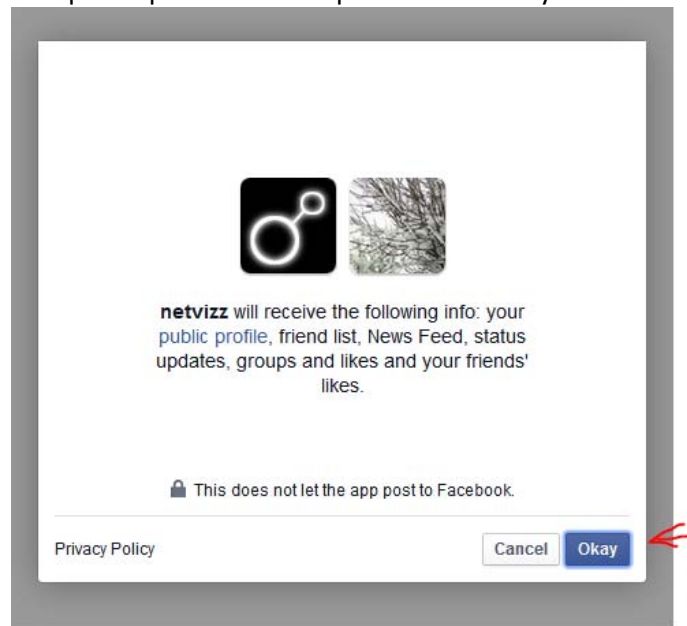 netvizz will receive the following info: your
public profile, friend list, News Feed, status
updates, groups and likes and your friends'
likes.
This does not let the app post to Facebook.
Privacy Policy
Cancel
Okay